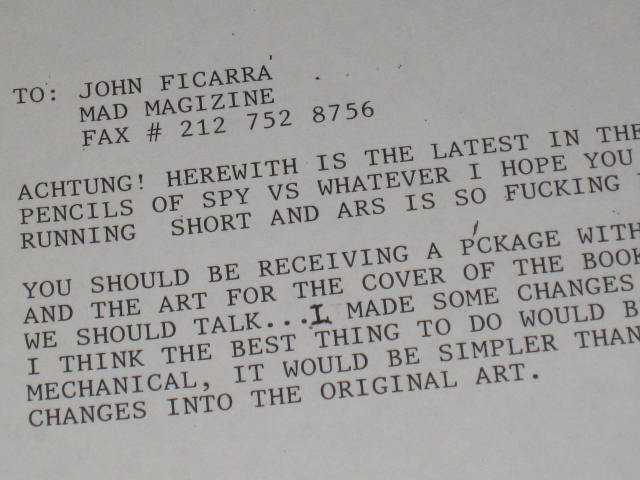 TO: JOHN FICARRA
MAD MAGIZINE
FAX # 212 752 8756
ACHTUNG! HEREWITH IS THE LATEST IN THE
PENCILS OF SPY VS WHATEVER I HOPE YOU
RUNNING SHORT AND ARS IS SO FUCKING
YOU SHOULD BE RECEIVING A PCKAGE WITH
AND THE ART FOR THE COVER OF THE BOOK
WE SHOULD TALK...I MADE SOME CHANGES
I THINK THE BEST THING TO DO WOULD B
MECHANICAL, IT WOULD BE SIMPLER THAN
CHANGES INTO THE ORIGINAL ART.